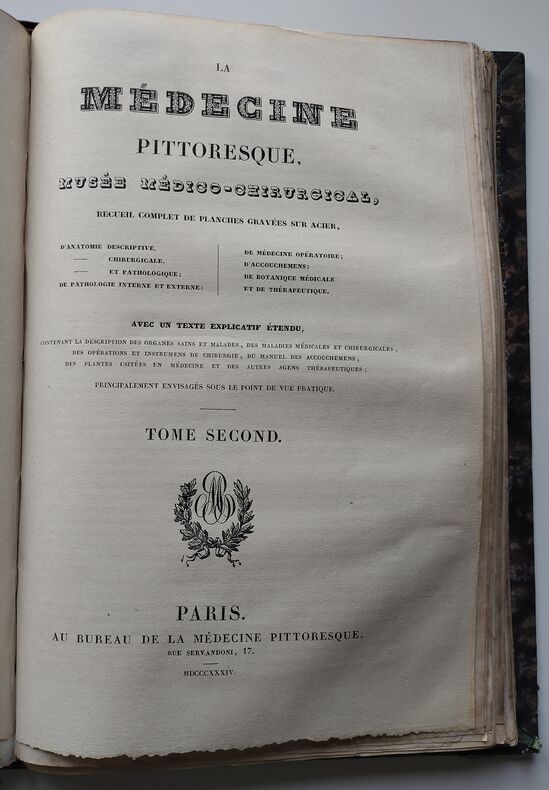 LA
MÉDECINE
PITTORESQUE,
MUSÉE MÉDICO-CHIRURGICAL,
RECUEIL COMPLET DE PLANCHES GRAVÉES SUR ACIER,
D'ANATOMIE DESCRIPTIVE,
— CHIRURGICALE,
— ET PATHOLOGIQUE;
DE PATHOLOGIE INTERNE ET EXTERNE;
DE MÉDECINE OPÉRATOIRE;
D'ACCOUCHEMENS;
DE BOTANIQUE MÉDICALE
ET DE THÉRAPEUTIQUE,
AVEC UN TEXTE EXPLICATIF ÉTENDU,
CONTENANT LA DESCRIPTION DES ORGANES SAINS ET MALADES, DES MALADIES MÉDICALES ET CHIRURGICALES,
DES OPÉRATIONS ET INSTRUMENS DE CHIRURGIE, DU MANUEL DES ACCOUCHEMENS,
DES PLANTES USITÉES EN MÉDECINE ET DES AUTRES AGENS THÉRAPEUTIQUES;
PRINCIPALEMENT ENVISAGÉS SOUS LE POINT DE VUE PRATIQUE.
TOME SECOND.
PARIS.
AU BUREAU DE LA MÉDECINE PITTORESQUE,
RUE SERVANDONI, 17.
MDCCCXXXIV.